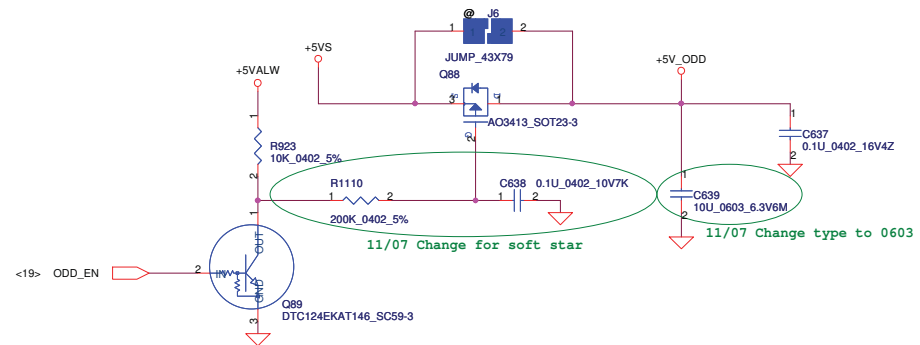 @ J6
1 1 2 2
JUMP_43X79
+5VS
+5VALW
+5V_ODD
Q88
3 S D 1
G 2
AO3413_SOT23-3
1
R923
10K_0402_5%
2
R1110
1 2
200K_0402_5%
C638 0.1U_0402_10V7K
1 2
1
C637
0.1U_0402_16V4Z
2
1
C639
10U_0603_6.3V6M
2
11/07 Change for soft star
11/07 Change type to 0603
<19> ODD_EN
2 IN
1 OUT
GND 3
Q89
DTC124EKAT146_SC59-3